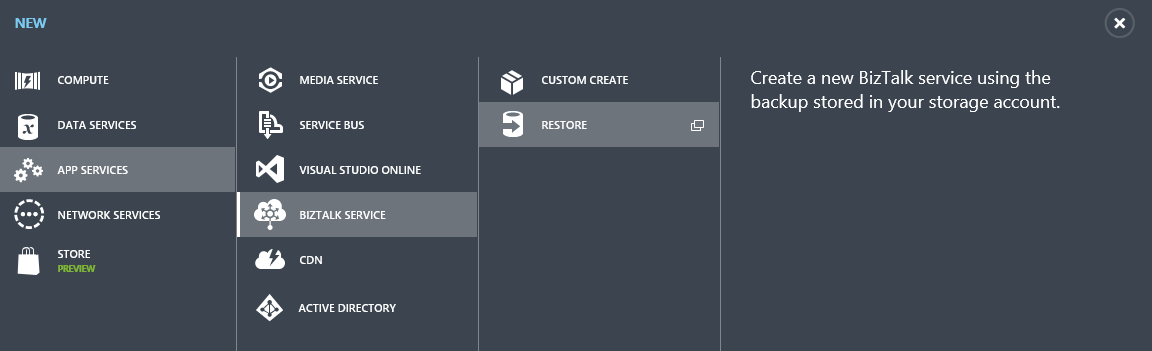 NEW
COMPUTE
DATA SERVICES
APP SERVICES
NETWORK SERVICES
STORE
PREVIEW
MEDIA SERVICE
SERVICE BUS
VISUAL STUDIO ONLINE
BIZTALK SERVICE
CDN
ACTIVE DIRECTORY
CUSTOM CREATE
RESTORE
Create a new BizTalk service using the
backup stored in your storage account.